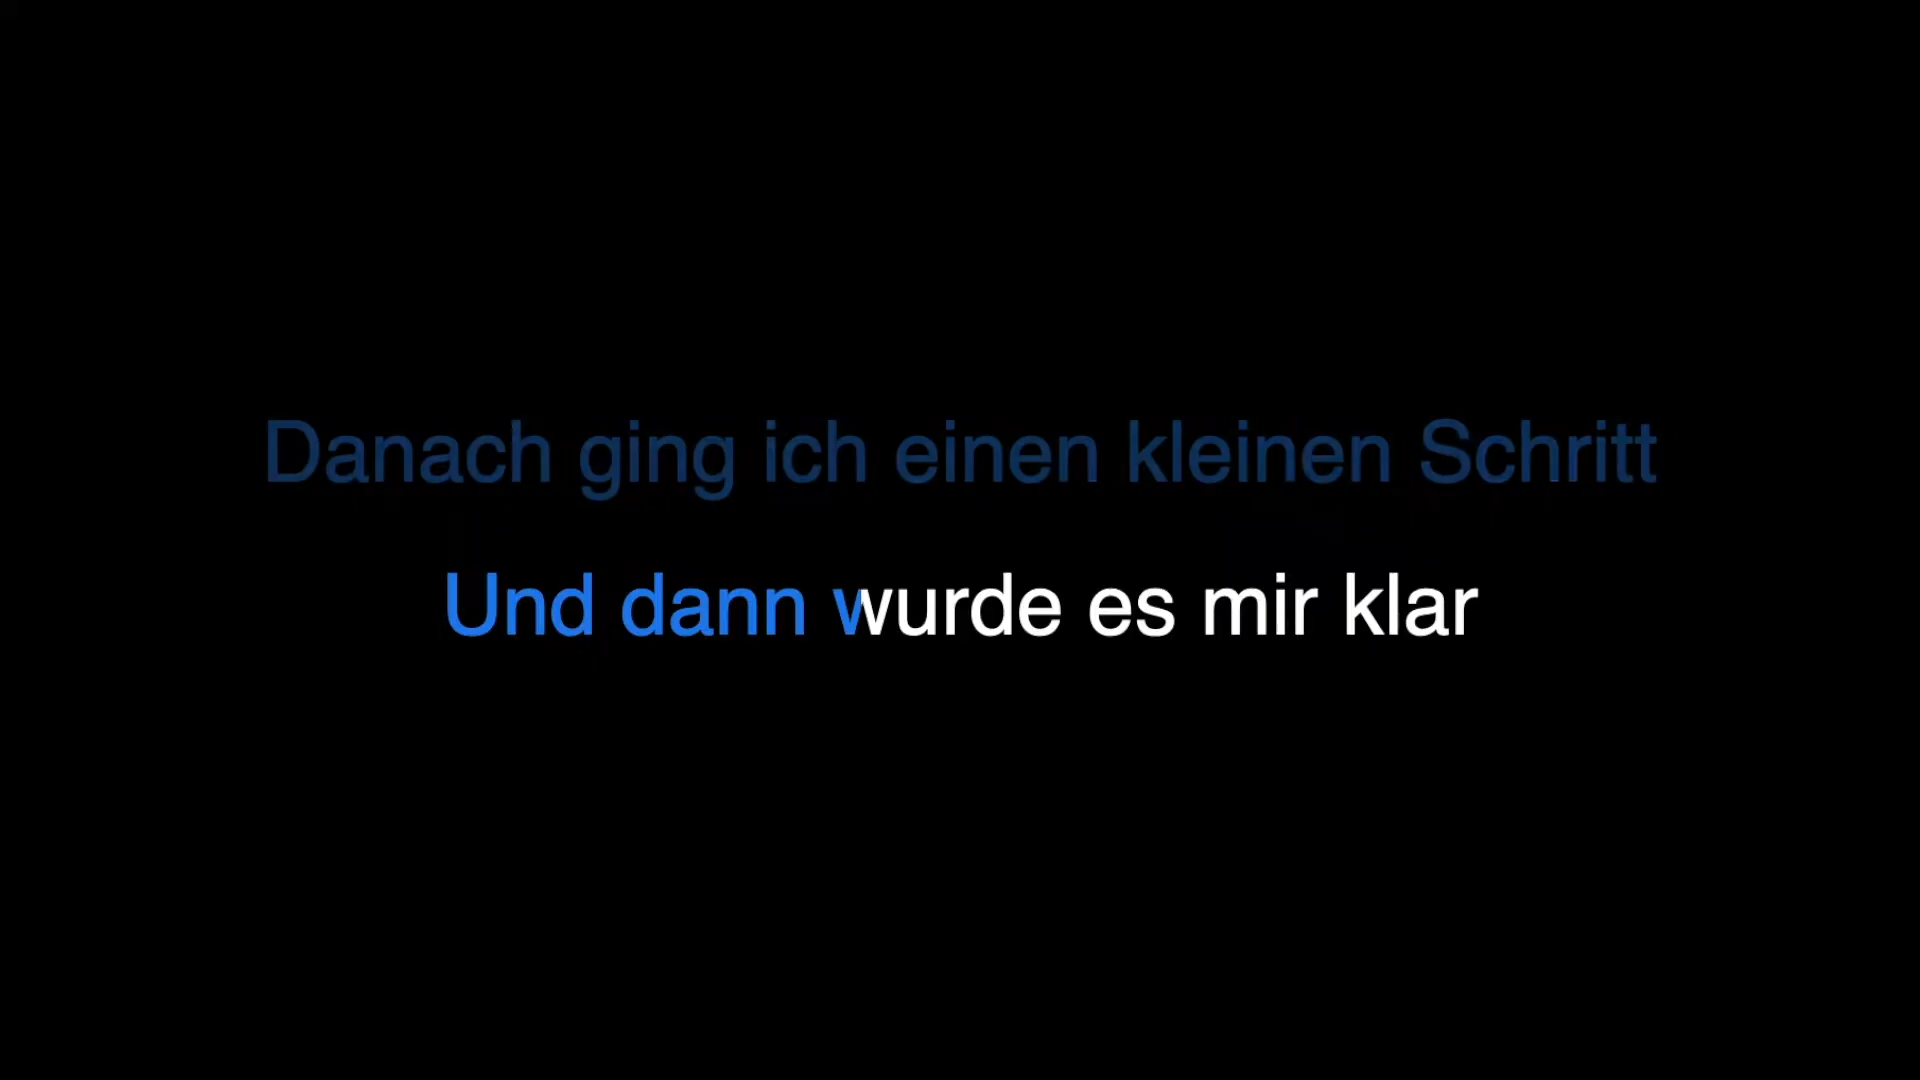 Danach ging ich einen kleinen Schritt
Und dann wurde es mir klar